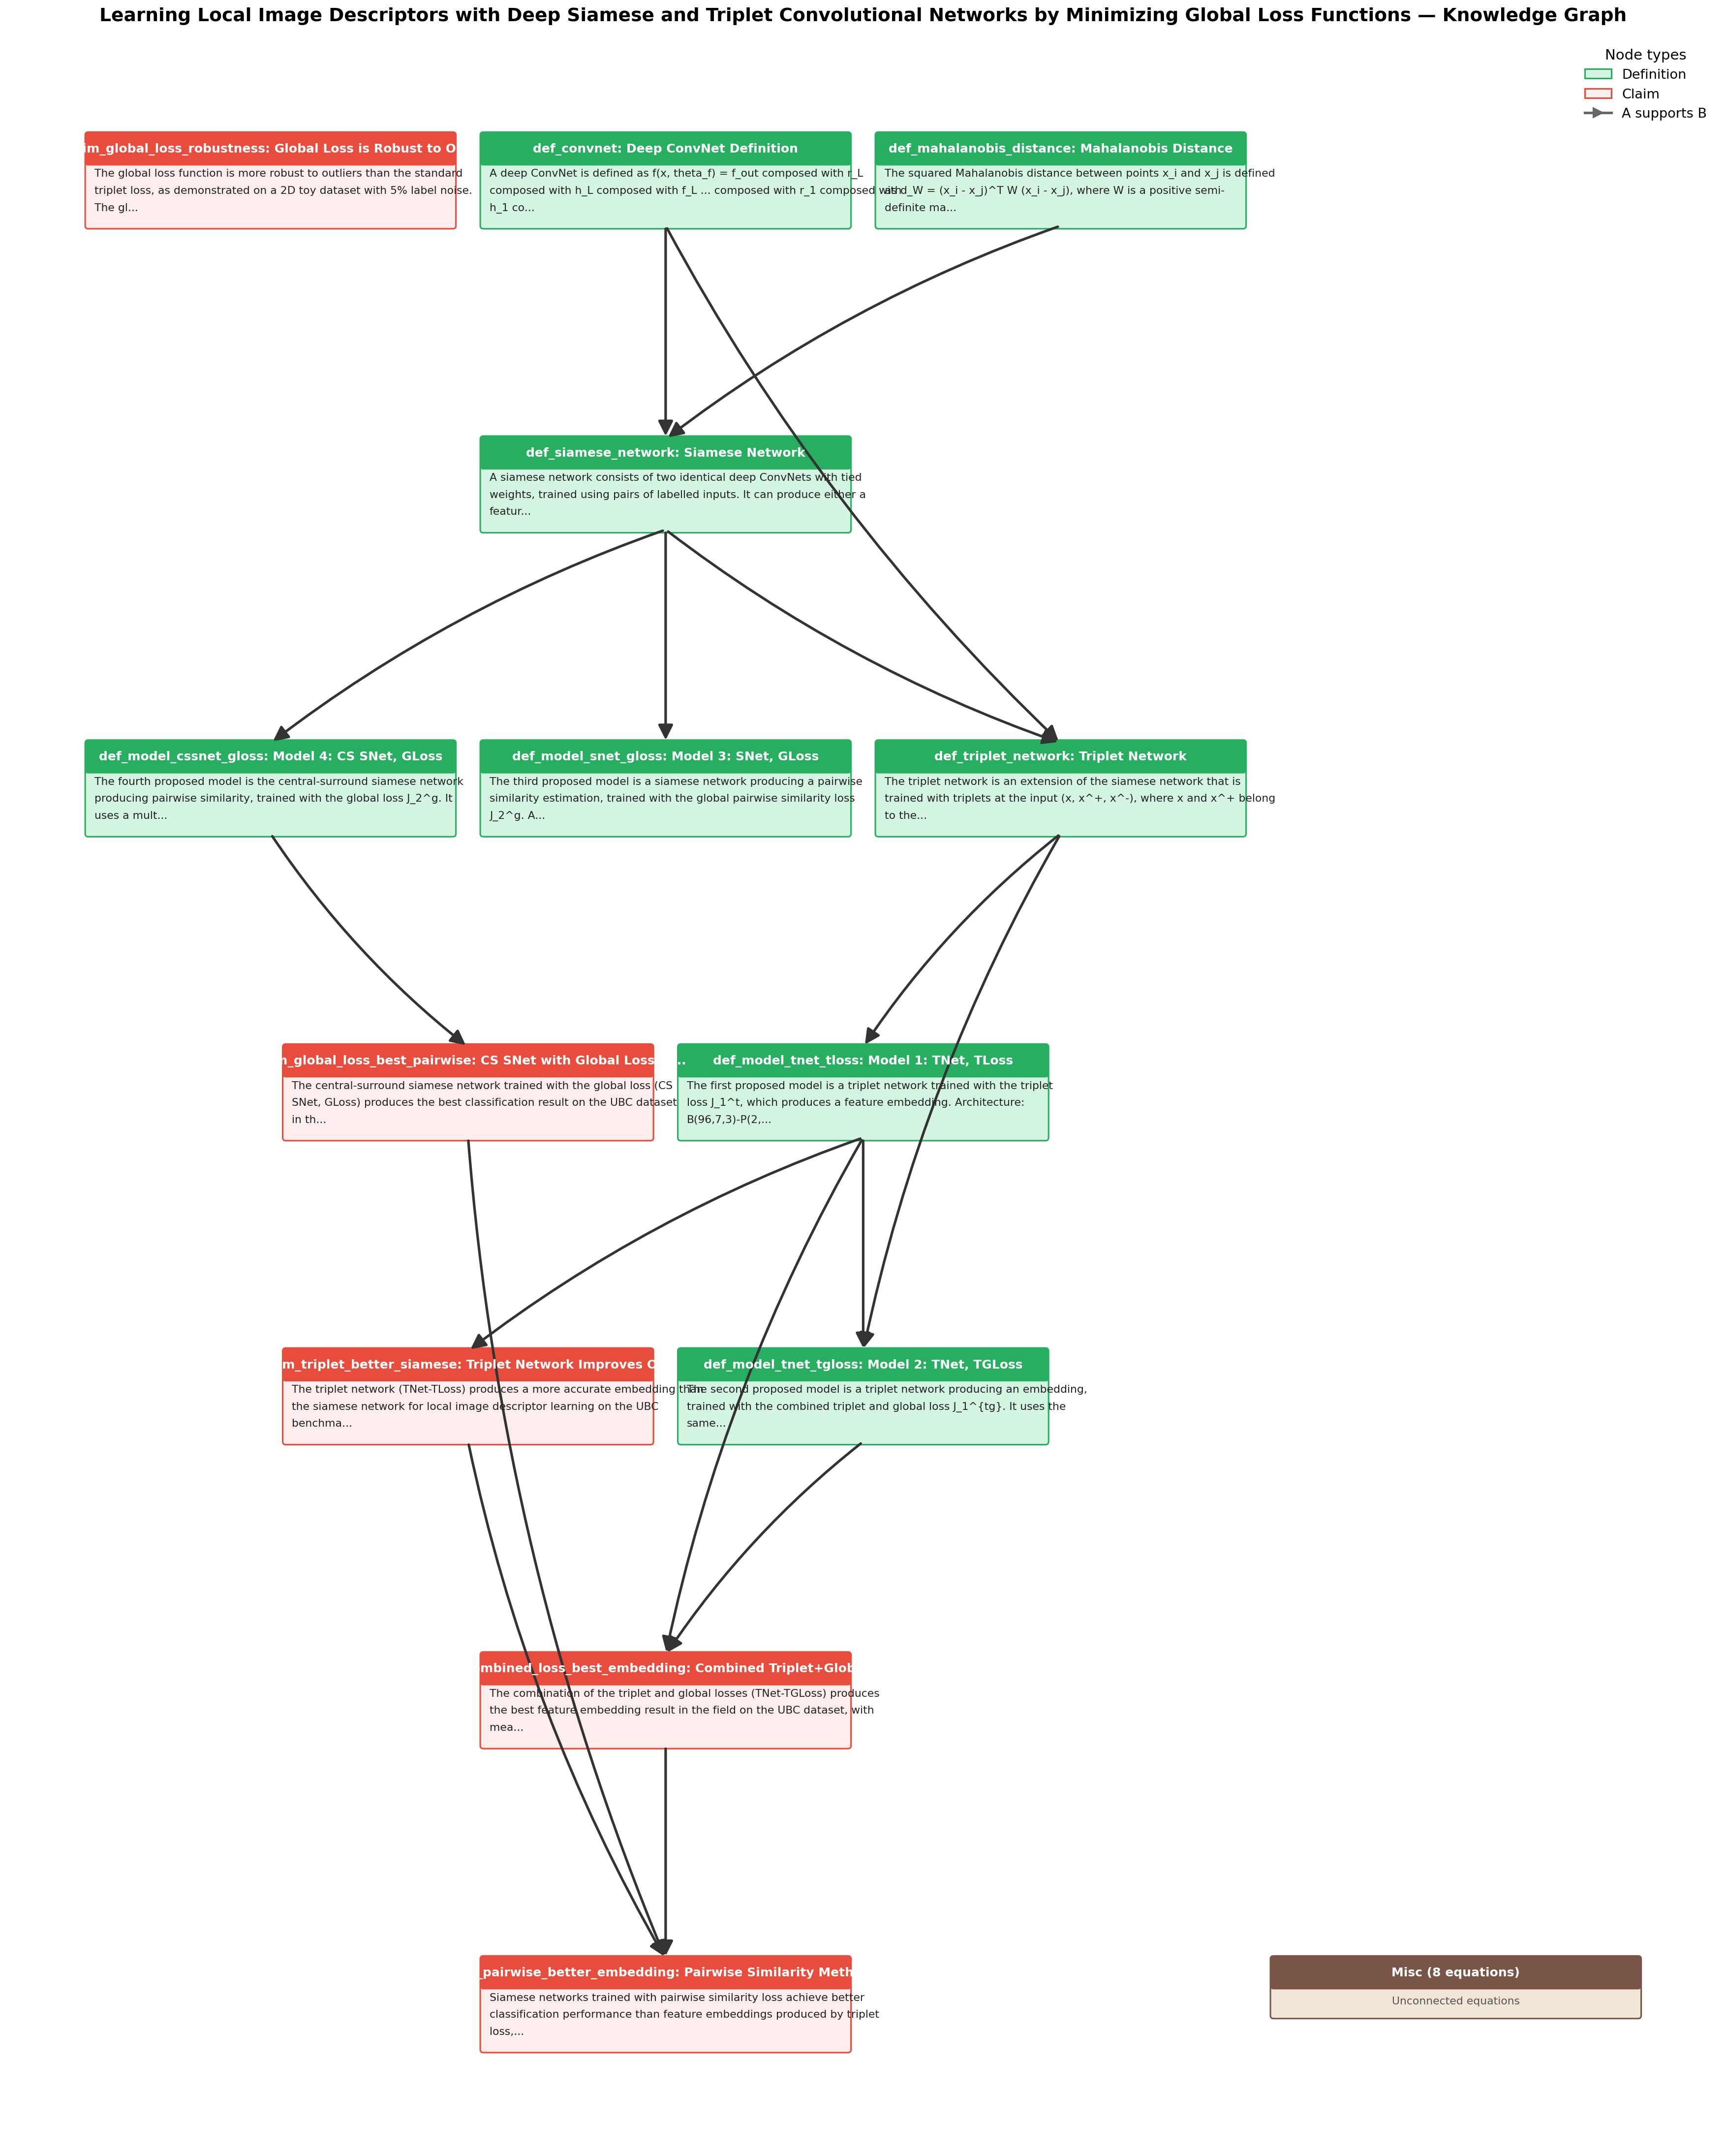 Learning Local Image Descriptors with Deep Siamese and Triplet Convolutional Networks by Minimizing Global Loss Functions — Knowledge Graph
Node types
Definition
Claim
A supports B
im_global_loss_robustness: Global Loss is Robust to O
The global loss function is more robust to outliers than the standard
triplet loss, as demonstrated on a 2D toy dataset with 5% label noise.
The gl...
def_convnet: Deep ConvNet Definition
A deep ConvNet is defined as f(x, theta_f) = f_out composed with r_L
composed with h_L composed with f_L ... composed with r_1 composed with
h_1 co...
def_mahalanobis_distance: Mahalanobis Distance
The squared Mahalanobis distance between points x_i and x_j is defined
as d_W = (x_i - x_j)^T W (x_i - x_j), where W is a positive semi-
definite ma...
def_siamese_network: Siamese Network
A siamese network consists of two identical deep ConvNets with tied
weights, trained using pairs of labelled inputs. It can produce either a
featur...
def_model_cssnet_gloss: Model 4: CS SNet, GLoss
The fourth proposed model is the central-surround siamese network
producing pairwise similarity, trained with the global loss J_2^g. It
uses a mult...
def_model_snet_gloss: Model 3: SNet, GLoss
The third proposed model is a siamese network producing a pairwise
similarity estimation, trained with the global pairwise similarity loss
J_2^g. A...
def_triplet_network: Triplet Network
The triplet network is an extension of the siamese network that is
trained with triplets at the input (x, x^+, x^-), where x and x^+ belong
to the...
n_global_loss_best_pairwise: CS SNet with Global Loss ...
The central-surround siamese network trained with the global loss (CS
SNet, GLoss) produces the best classification result on the UBC dataset
in th...
def_model_tnet_tloss: Model 1: TNet, TLoss
The first proposed model is a triplet network trained with the triplet
loss J_1^t, which produces a feature embedding. Architecture:
B(96,7,3)-P(2,...
m_triplet_better_siamese: Triplet Network Improves O
The triplet network (TNet-TLoss) produces a more accurate embedding than
the siamese network for local image descriptor learning on the UBC
benchma...
def_model_tnet_tgloss: Model 2: TNet, TGLoss
The second proposed model is a triplet network producing an embedding,
trained with the combined triplet and global loss J_1^{tg}. It uses the
same...
mbined_loss_best_embedding: Combined Triplet+Glob
The combination of the triplet and global losses (TNet-TGLoss) produces
the best feature embedding result in the field on the UBC dataset, with
mea...
_pairwise_better_embedding: Pairwise Similarity Meth
Siamese networks trained with pairwise similarity loss achieve better
classification performance than feature embeddings produced by triplet
loss,...
Misc (8 equations)
Unconnected equations